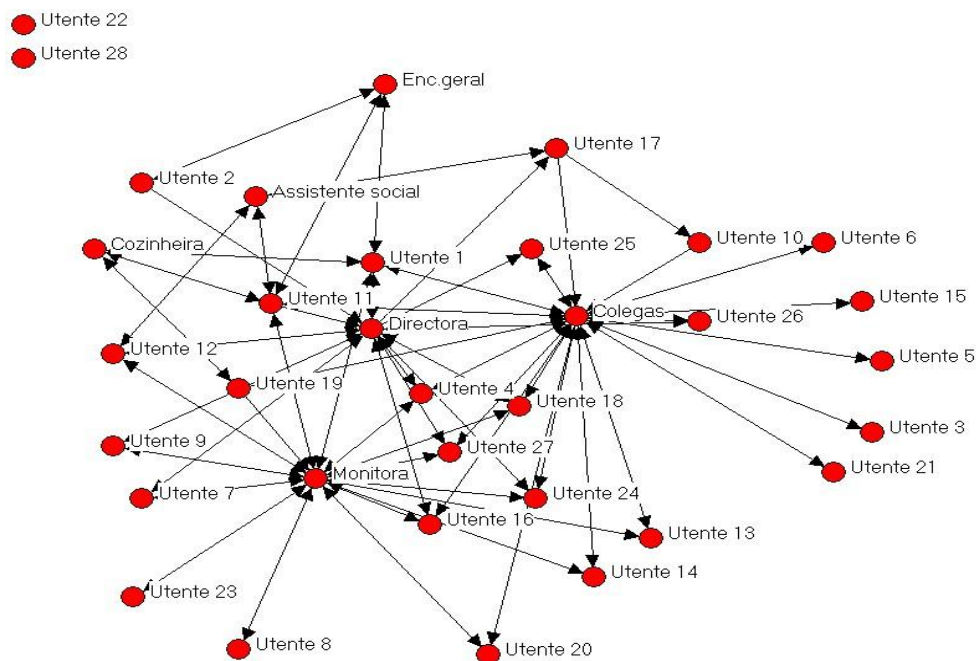 Utente 22
Utente 28
Enc.geral
Utente 17
Utente 2
Assistente social
Cozinheira
Utente 1
Utente 25
Utente 10
Utente 6
Utente 11
Directora
Colegas
Utente 26
Utente 15
Utente 12
Utente 5
Utente 19
Utente 4
Utente 18
Utente 9
Utente 27
Utente 3
Monitora
Utente 21
Utente 7
Utente 24
Utente 16
Utente 13
Utente 14
Utente 23
Utente 8
Utente 20